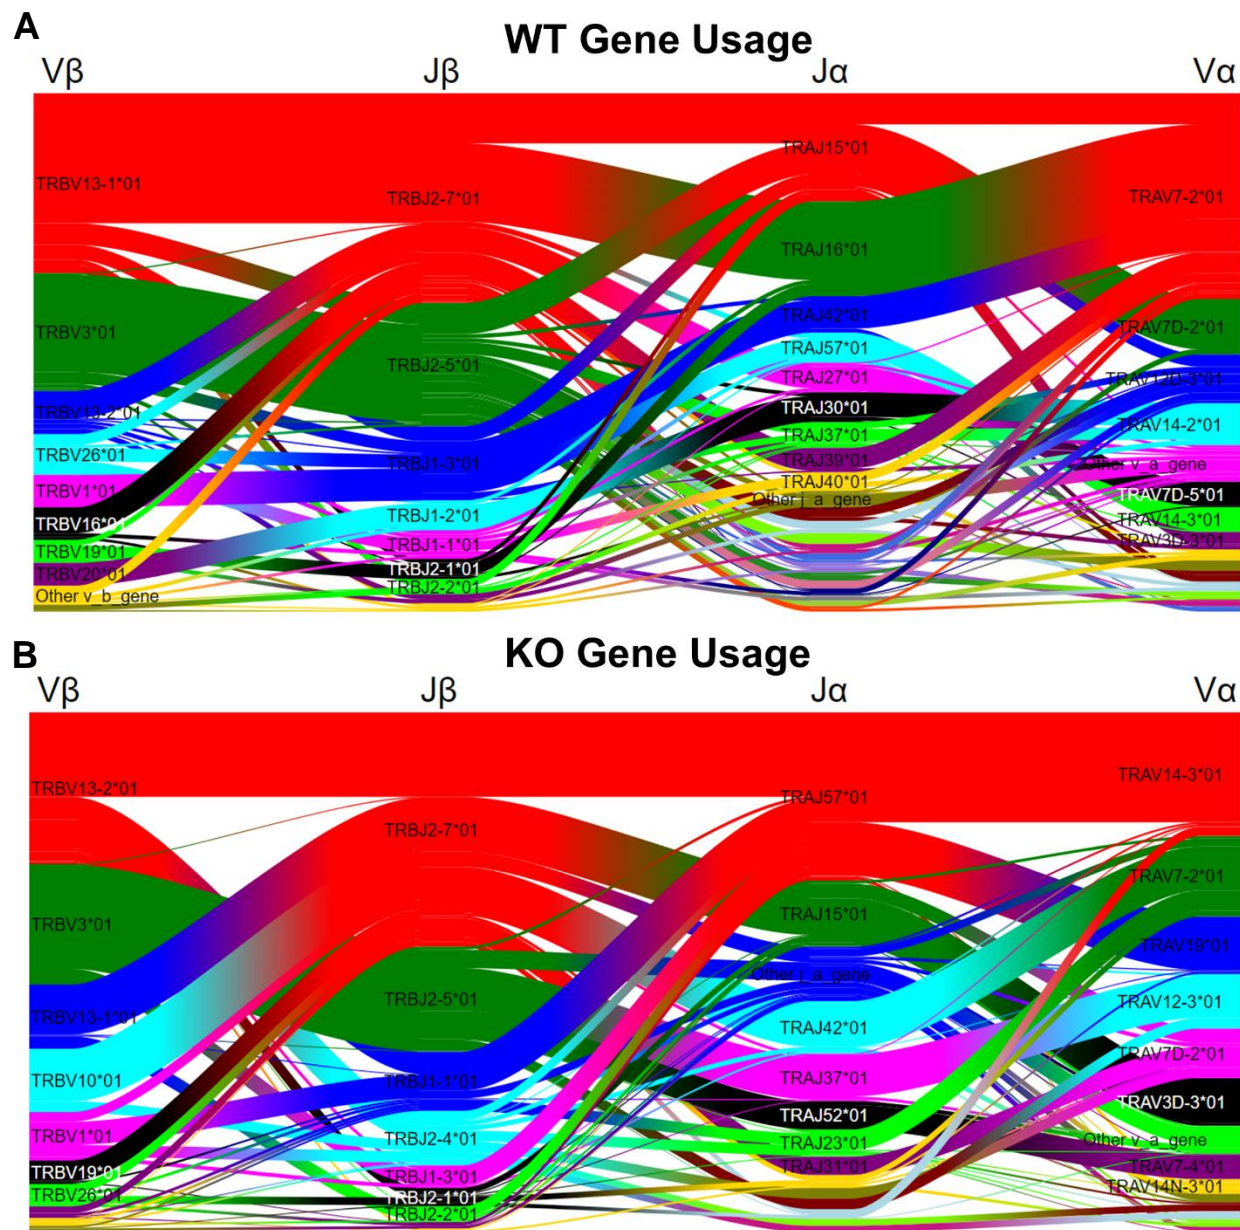 A
WT Gene Usage
Vβ Jβ Jα Vα
TRBV13-1*01
TRBV3*01
TRBV13-2*01
TRBV26*01
TRBV1*01
TRBV16*01
TRBV19*01
TRBV20*01
Other v_b_gene
TRBJ2-7*01
TRBJ2-5*01
TRBJ1-3*01
TRBJ1-2*01
TRBJ1-1*01
TRBJ2-1*01
TRBJ2-2*01
TRAJ15*01
TRAJ16*01
TRAJ42*01
TRAJ57*01
TRAJ27*01
TRAJ30*01
TRAJ37*01
TRAJ39*01
TRAJ40*01
Other j_a_gene
TRAV7-2*01
TRAV7D-2*01
TRAV12D-3*01
TRAV14-2*01
Other v_a_gene
TRAV7D-5*01
TRAV14-3*01
TRAV3D-3*01
B
KO Gene Usage
Vβ Jβ Jα Vα
TRBV13-2*01
TRBV3*01
TRBV13-1*01
TRBV10*01
TRBV1*01
TRBV19*01
TRBV26*01
TRBJ2-7*01
TRBJ2-5*01
TRBJ1-1*01
TRBJ2-4*01
TRBJ1-3*01
TRBJ2-1*01
TRBJ2-2*01
TRAJ57*01
TRAJ15*01
Other j_a_gene
TRAJ42*01
TRAJ37*01
TRAJ52*01
TRAJ23*01
TRAJ31*01
TRAV14-3*01
TRAV7-2*01
TRAV19*01
TRAV12-3*01
TRAV7D-2*01
TRAV3D-3*01
Other v_a_gene
TRAV7-4*01
TRAV14N-3*01